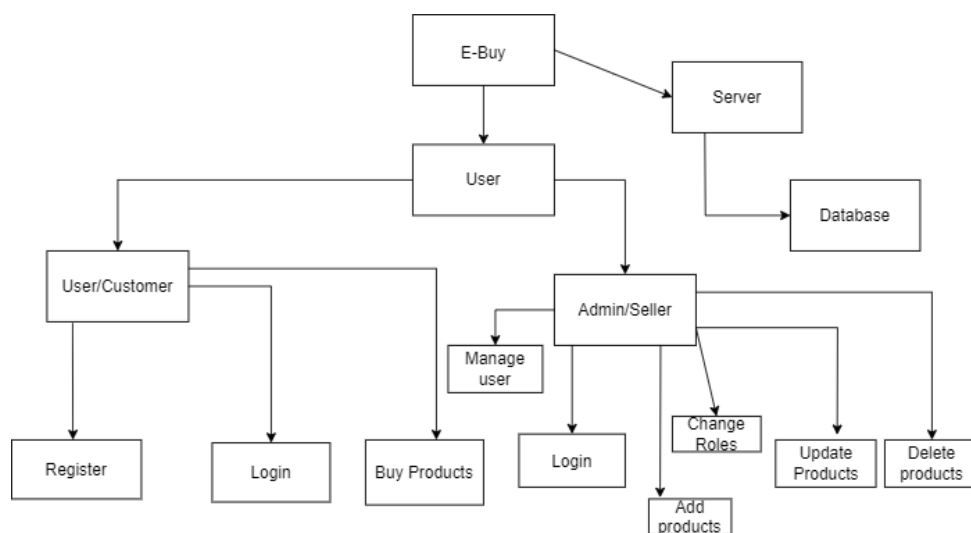 E-Buy
Server
User
Database
User/Customer
Admin/Seller
Manage
user
Change
Roles
Register
Login
Buy Products
Login
Update
Products
Delete
products
Add
products